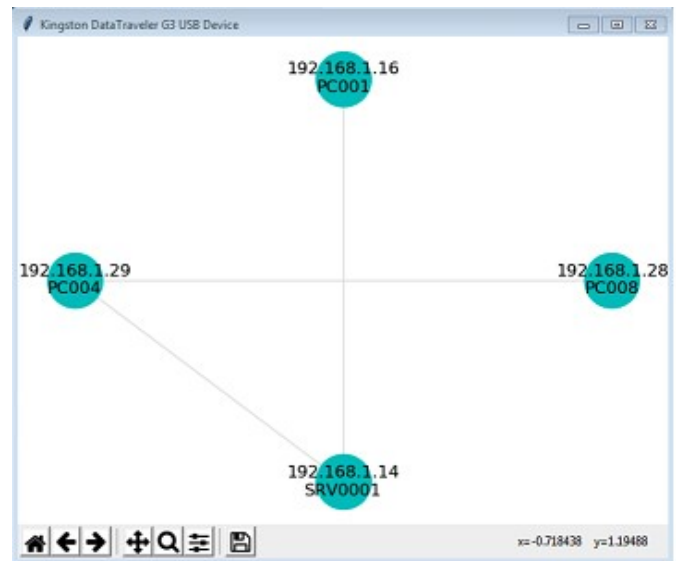 Kingston DataTraveler G3 USB Device
192.168.1.16
PC001
192.168.1.29
PC004
192.168.1.28
PC008
192.168.1.14
SRV0001
x=-0.718438 y=1.19488